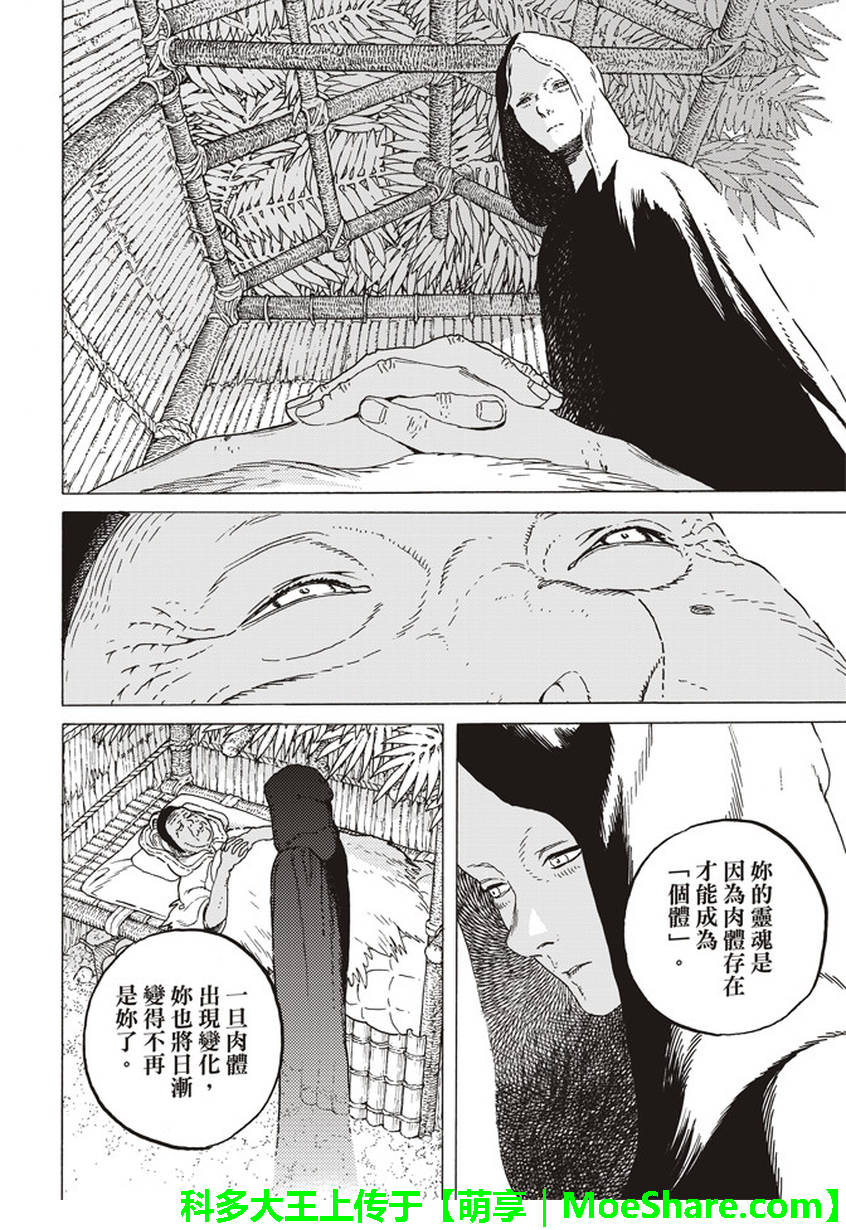 妳的靈魂是
因為肉體存在
才能成為
「個體」。
一旦肉體
出現變化，
妳也將日漸
變得不再
是妳了。
科多大王上传于【萌享｜MoeShare.com】